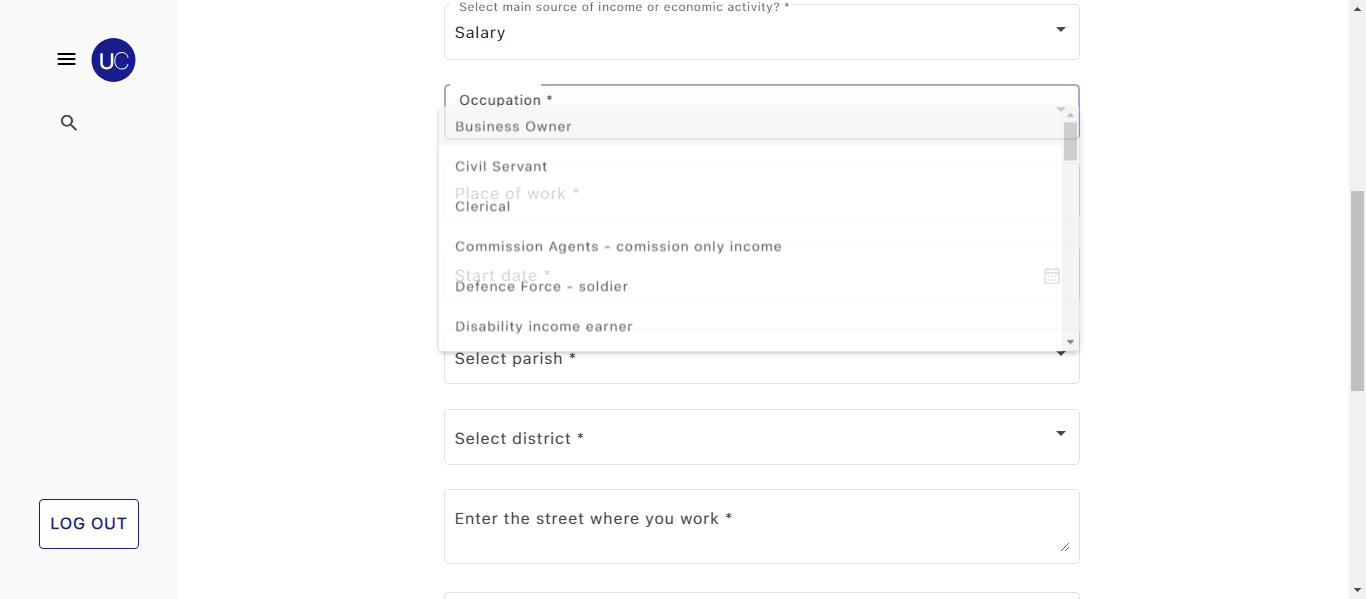 Select main source of income or economic activity? *
Salary
UC
Occupation *
Business Owner
Civil Servant
Place of work *
Clerical
Commission Agents - comission only income
Start date *
Defence Force - soldier
Disability income earner
Select parish *
Select district *
Enter the street where you work *
LOG OUT